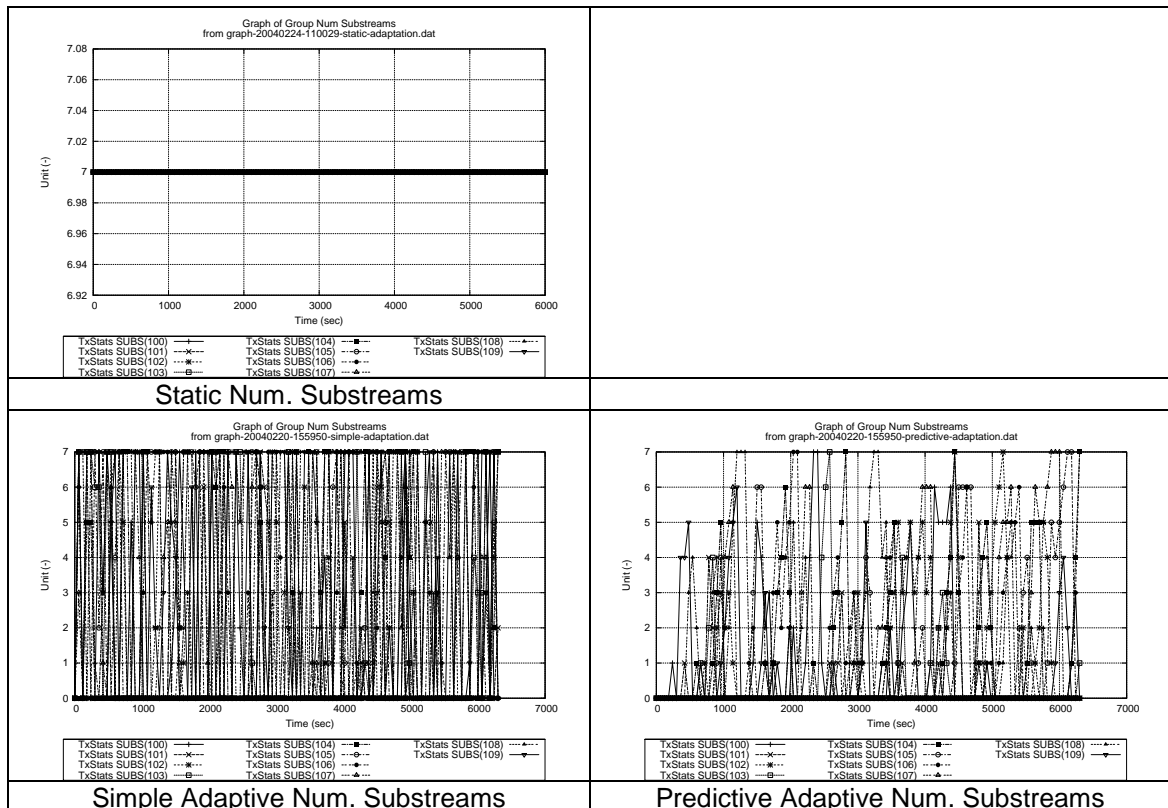 Graph of Group Num Substreams
from graph-20040224-110029-static-adaptation.dat
7.08
7.06
7.04
7.02
7
6.98
6.96
6.94
6.92
Unit (-)
0 1000 2000 3000 4000 5000 6000
Time (sec)
TxStats SUBS(100) TxStats SUBS(104) TxStats SUBS(108)
TxStats SUBS(101) TxStats SUBS(105) TxStats SUBS(109)
TxStats SUBS(102) TxStats SUBS(106)
TxStats SUBS(103) TxStats SUBS(107)
Static Num. Substreams
Graph of Group Num Substreams
from graph-20040220-155950-simple-adaptation.dat
7
6
5
4
3
2
1
0
Unit (-)
0 1000 2000 3000 4000 5000 6000 7000
Time (sec)
TxStats SUBS(100) TxStats SUBS(104) TxStats SUBS(108)
TxStats SUBS(101) TxStats SUBS(105) TxStats SUBS(109)
TxStats SUBS(102) TxStats SUBS(106)
TxStats SUBS(103) TxStats SUBS(107)
Simple Adaptive Num. Substreams
Graph of Group Num Substreams
from graph-20040220-155950-predictive-adaptation.dat
7
6
5
4
3
2
1
0
Unit (-)
0 1000 2000 3000 4000 5000 6000 7000
Time (sec)
TxStats SUBS(100) TxStats SUBS(104) TxStats SUBS(108)
TxStats SUBS(101) TxStats SUBS(105) TxStats SUBS(109)
TxStats SUBS(102) TxStats SUBS(106)
TxStats SUBS(103) TxStats SUBS(107)
Predictive Adaptive Num. Substreams